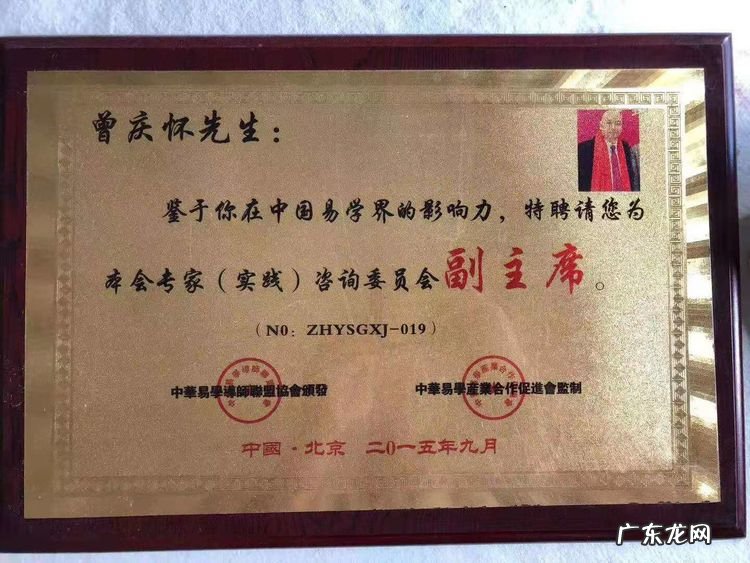 曾庆怀先生：
鉴于你在中国易学界的影响力，特聘请您为
本会专家（实践）咨询委员会副主席。
（N0：ZHYSGXJ-019）
中華易學導師聯盟協會頒發
中華易學産業合作促進會監制
中國·北京 二0一五年九月
广东龙网